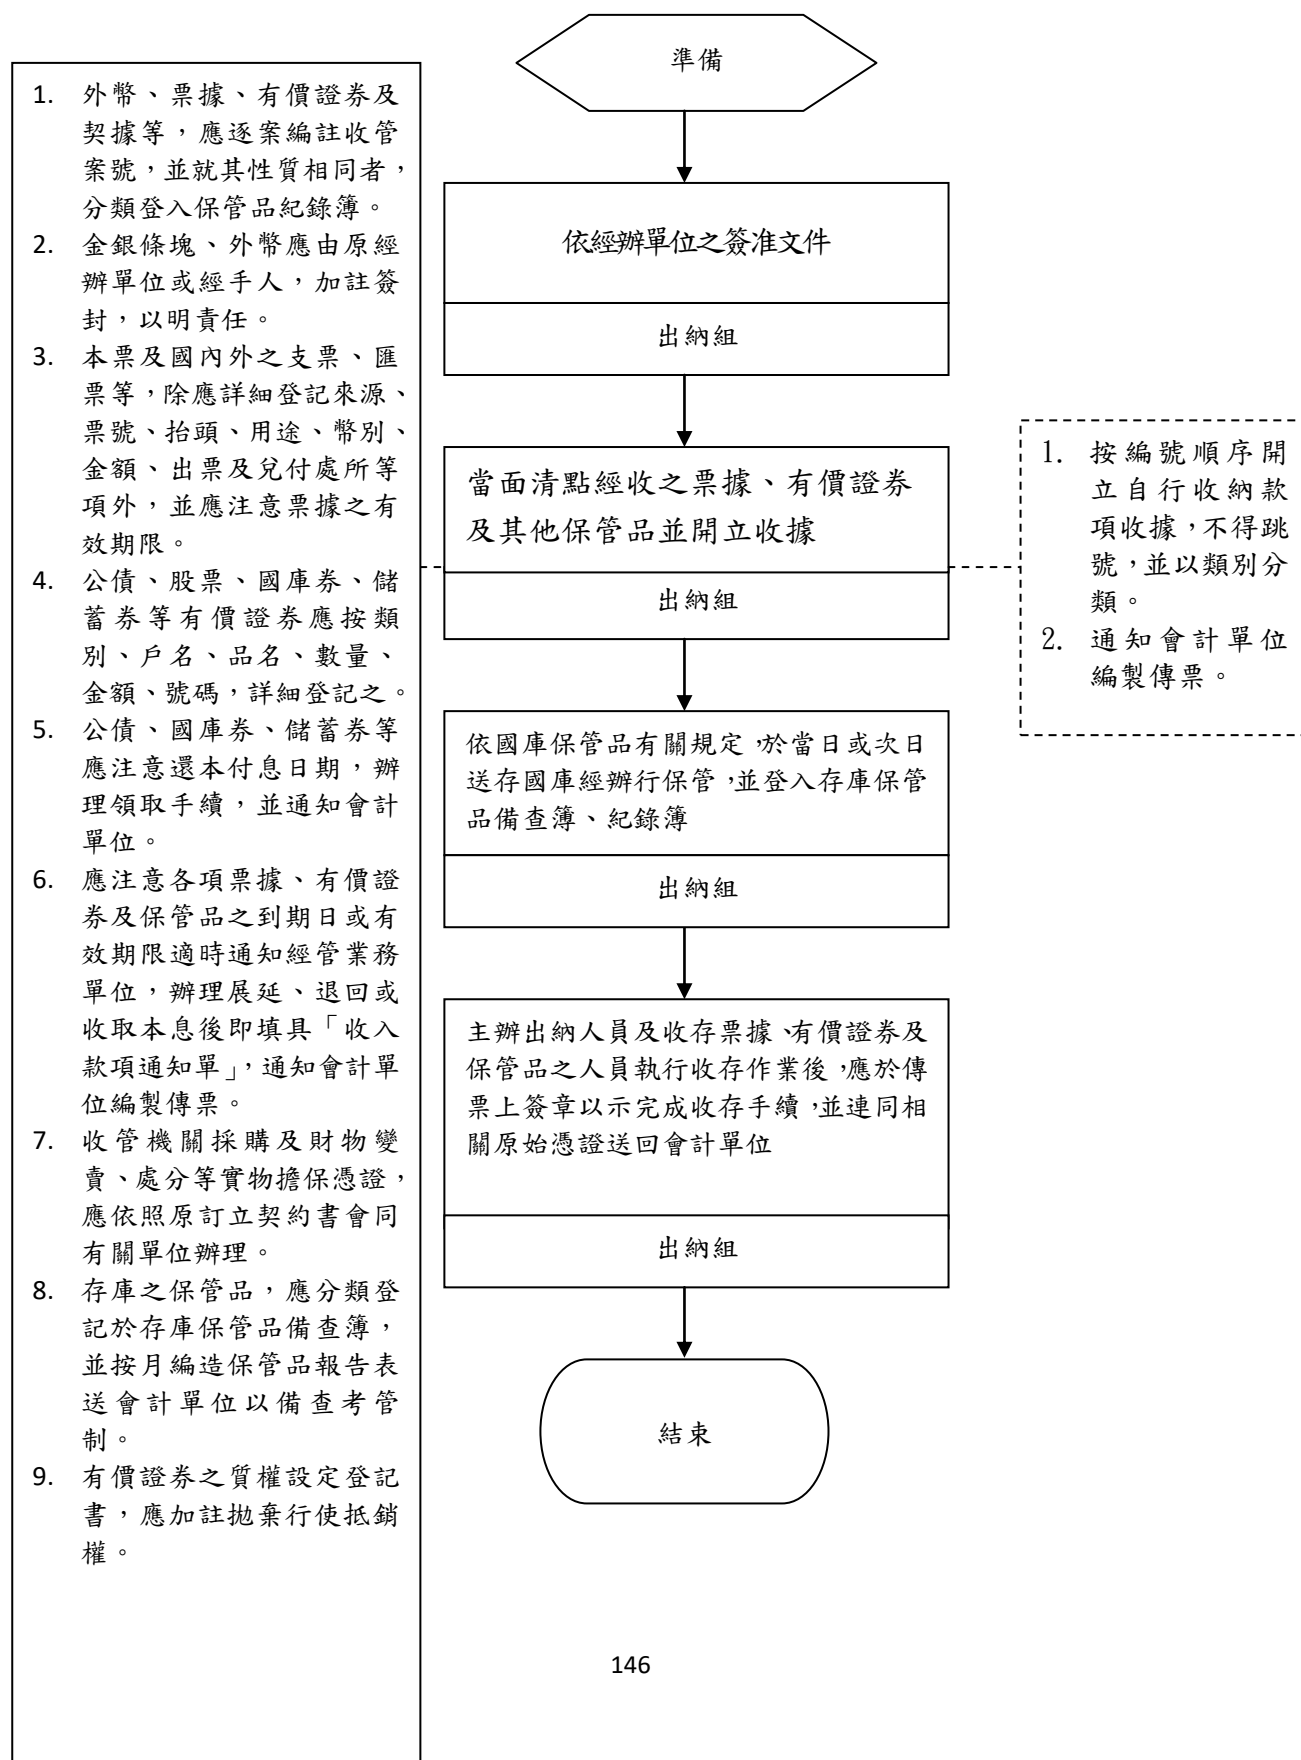 準備
1. 外幣、票據、有價證券及
契據等，應逐案編註收管
案號，並就其性質相同者，
分類登入保管品紀錄簿。
2. 金銀條塊、外幣應由原經
辦單位或經手人，加註簽
封，以明責任。
3. 本票及國內外之支票、匯
票等，除應詳細登記來源、
票號、抬頭、用途、幣別、
金額、出票及兌付處所等
項外，並應注意票據之有
效期限。
4. 公債、股票、國庫券、儲
蓄券等有價證券應按類
別、戶名、品名、數量、
金額、號碼，詳細登記之。
5. 公債、國庫券、儲蓄券等
應注意還本付息日期，辦
理領取手續，並通知會計
單位。
6. 應注意各項票據、有價證
券及保管品之到期日或有
效期限適時通知經管業務
單位，辦理展延、退回或
收取本息後即填具「收入
款項通知單」，通知會計單
位編製傳票。
7. 收管機關採購及財物變
賣、處分等實物擔保憑證，
應依照原訂立契約書會同
有關單位辦理。
8. 存庫之保管品，應分類登
記於存庫保管品備查簿，
並按月編造保管品報告表
送會計單位以備查考管
制。
9. 有價證券之質權設定登記
書，應加註拋棄行使抵銷
權。
依經辦單位之簽准文件
出納組
當面清點經收之票據、有價證券
及其他保管品並開立收據
出納組
1. 按編號順序開
立自行收納款
項收據，不得跳
號，並以類別分
類。
2. 通知會計單位
編製傳票。
依國庫保管品有關規定，於當日或次日
送存國庫經辦行保管，並登入存庫保管
品備查簿、紀錄簿
出納組
主辦出納人員及收存票據、有價證券及
保管品之人員執行收存作業後，應於傳
票上簽章以示完成收存手續，並連同相
關原始憑證送回會計單位
出納組
結束
146